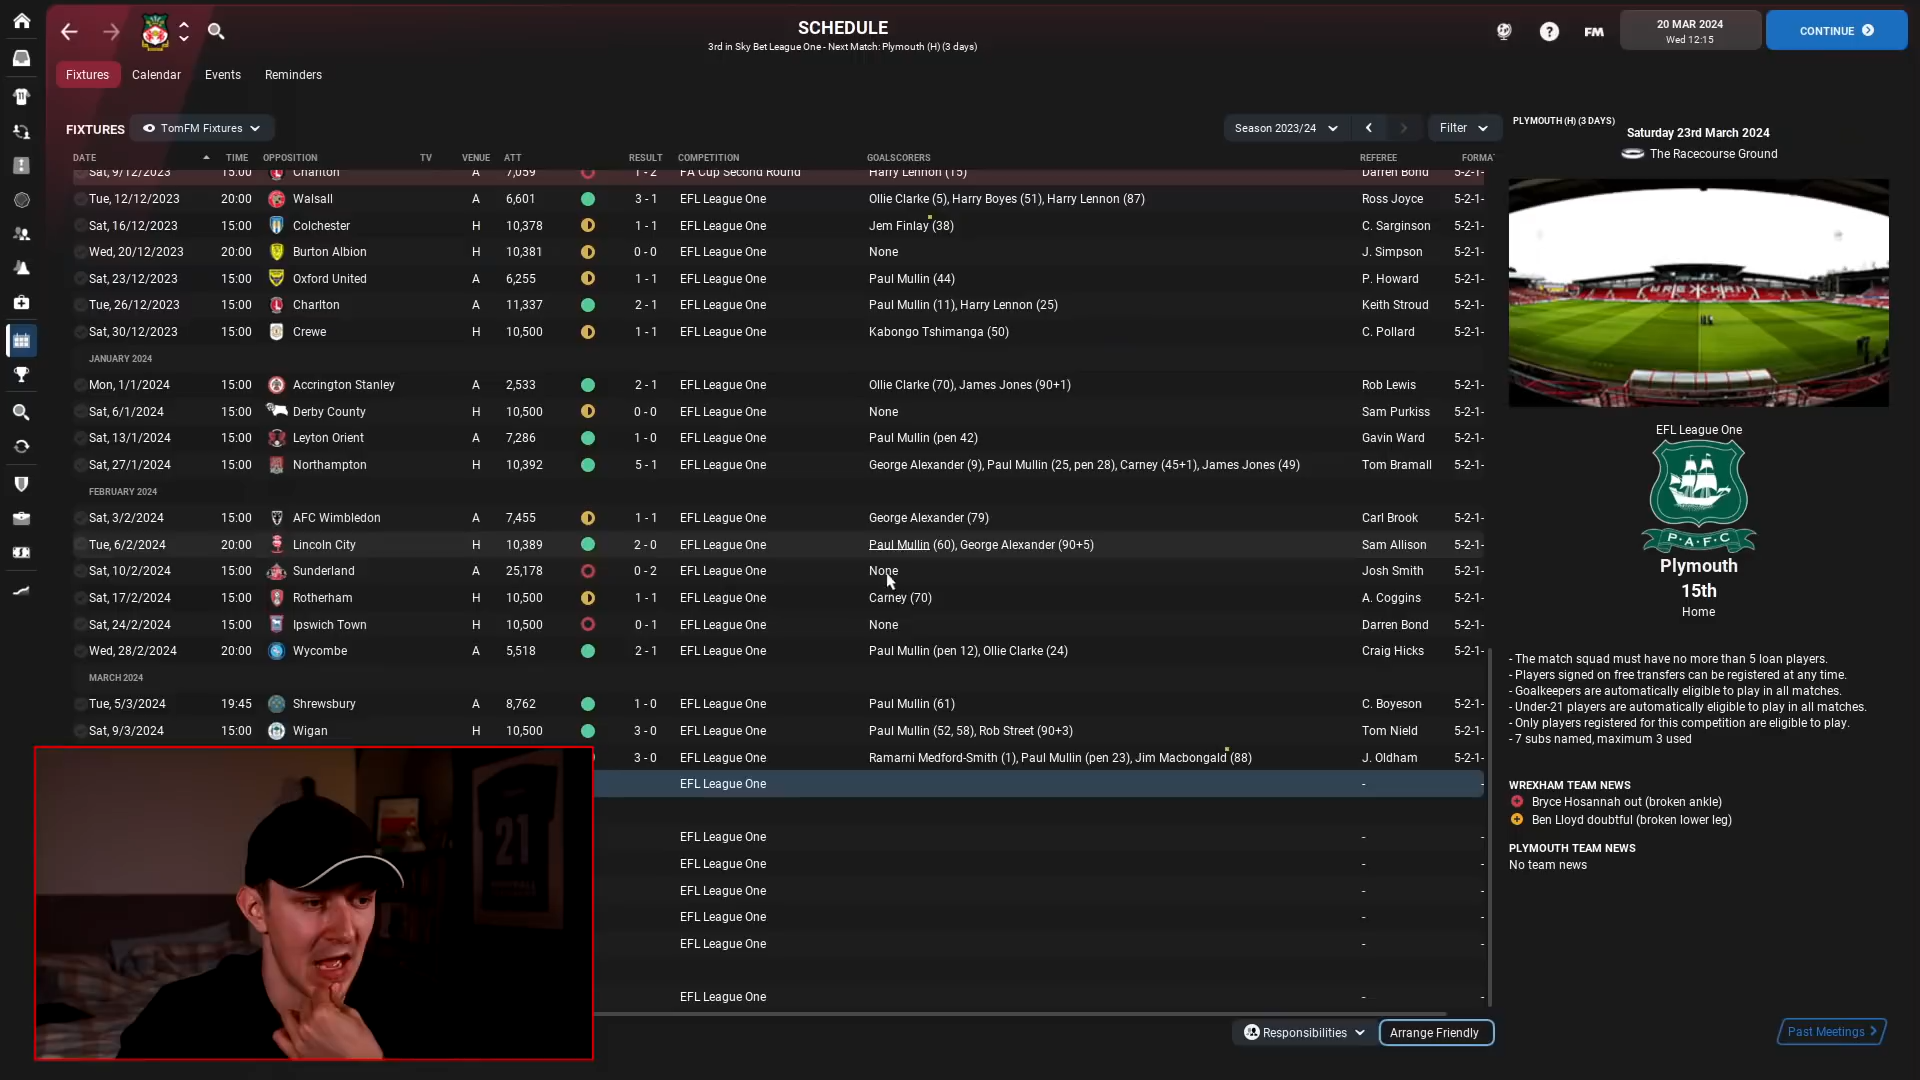 SCHEDULE
3rd in Sky Bet League One - Next Match: Plymouth (H) (3 days)
FM
20 MAR 2024
Wed 12:15
CONTINUE
Fixtures Calendar Events Reminders
FIXTURES TomFM Fixtures Season 2023/24 Filter
DATE TIME OPPOSITION TV VENUE ATT RESULT COMPETITION GOALSCORERS REFEREE FORMAT
Sat, 9/12/2023 15:00 Charlton A 7,059 1 - 2 FA Cup Second Round Harry Lennon (15) Darren Bond
Tue, 12/12/2023 20:00 Walsall A 6,601 3 - 1 EFL League One Ollie Clarke (5), Harry Boyes (51), Harry Lennon (87) Ross Joyce 5-2-1-
Sat, 16/12/2023 15:00 Colchester H 10,378 1 - 1 EFL League One Jem Finlay (38) C. Sarginson 5-2-1-
Wed, 20/12/2023 20:00 Burton Albion H 10,381 0 - 0 EFL League One None J. Simpson 5-2-1-
Sat, 23/12/2023 15:00 Oxford United A 6,255 1 - 1 EFL League One Paul Mullin (44) P. Howard 5-2-1-
Tue, 26/12/2023 15:00 Charlton A 11,337 2 - 1 EFL League One Paul Mullin (11), Harry Lennon (25) Keith Stroud 5-2-1-
Sat, 30/12/2023 15:00 Crewe H 10,500 1 - 1 EFL League One Kabongo Tshimanga (50) C. Pollard 5-2-1-
JANUARY 2024
Mon, 1/1/2024 15:00 Accrington Stanley A 2,533 2 - 1 EFL League One Ollie Clarke (70), James Jones (90+1) Rob Lewis 5-2-1-
Sat, 6/1/2024 15:00 Derby County H 10,500 0 - 0 EFL League One None Sam Purkiss 5-2-1-
Sat, 13/1/2024 15:00 Leyton Orient A 7,286 1 - 0 EFL League One Paul Mullin (pen 42) Gavin Ward 5-2-1-
Sat, 27/1/2024 15:00 Northampton H 10,392 5 - 1 EFL League One George Alexander (9), Paul Mullin (25, pen 28), Carney (45+1), James Jones (49) Tom Bramall 5-2-1-
FEBRUARY 2024
Sat, 3/2/2024 15:00 AFC Wimbledon A 7,455 1 - 1 EFL League One George Alexander (79) Carl Brook 5-2-1-
Tue, 6/2/2024 20:00 Lincoln City H 10,389 2 - 0 EFL League One Paul Mullin (60), George Alexander (90+5) Sam Allison 5-2-1-
Sat, 10/2/2024 15:00 Sunderland A 25,178 0 - 2 EFL League One None Josh Smith 5-2-1-
Sat, 17/2/2024 15:00 Rotherham H 10,500 1 - 1 EFL League One Carney (70) A. Coggins 5-2-1-
Sat, 24/2/2024 15:00 Ipswich Town H 10,500 0 - 1 EFL League One None Darren Bond 5-2-1-
Wed, 28/2/2024 20:00 Wycombe A 5,518 2 - 1 EFL League One Paul Mullin (pen 12), Ollie Clarke (24) Craig Hicks 5-2-1-
MARCH 2024
Tue, 5/3/2024 19:45 Shrewsbury A 8,762 1 - 0 EFL League One Paul Mullin (61) C. Boyeson 5-2-1-
Sat, 9/3/2024 15:00 Wigan H 10,500 3 - 0 EFL League One Paul Mullin (52, 58), Rob Street (90+3) Tom Nield 5-2-1-
3 - 0 EFL League One Ramarni Medford-Smith (1), Paul Mullin (pen 23), Jim Macbongald (88) J. Oldham 5-2-1-
EFL League One - -
EFL League One - -
EFL League One - -
EFL League One - -
EFL League One - -
EFL League One - -
EFL League One - -
Responsibilities Arrange Friendly
PLYMOUTH (H) (3 DAYS)
Saturday 23rd March 2024
The Racecourse Ground
WREXHAM
EFL League One
P.A.F.C
Plymouth
15th
Home
- The match squad must have no more than 5 loan players.
- Players signed on free transfers can be registered at any time.
- Goalkeepers are automatically eligible to play in all matches.
- Under-21 players are automatically eligible to play in all matches.
- Only players registered for this competition are eligible to play.
- 7 subs named, maximum 3 used
WREXHAM TEAM NEWS
Bryce Hosannah out (broken ankle)
Ben Lloyd doubtful (broken lower leg)
PLYMOUTH TEAM NEWS
No team news
Past Meetings
21